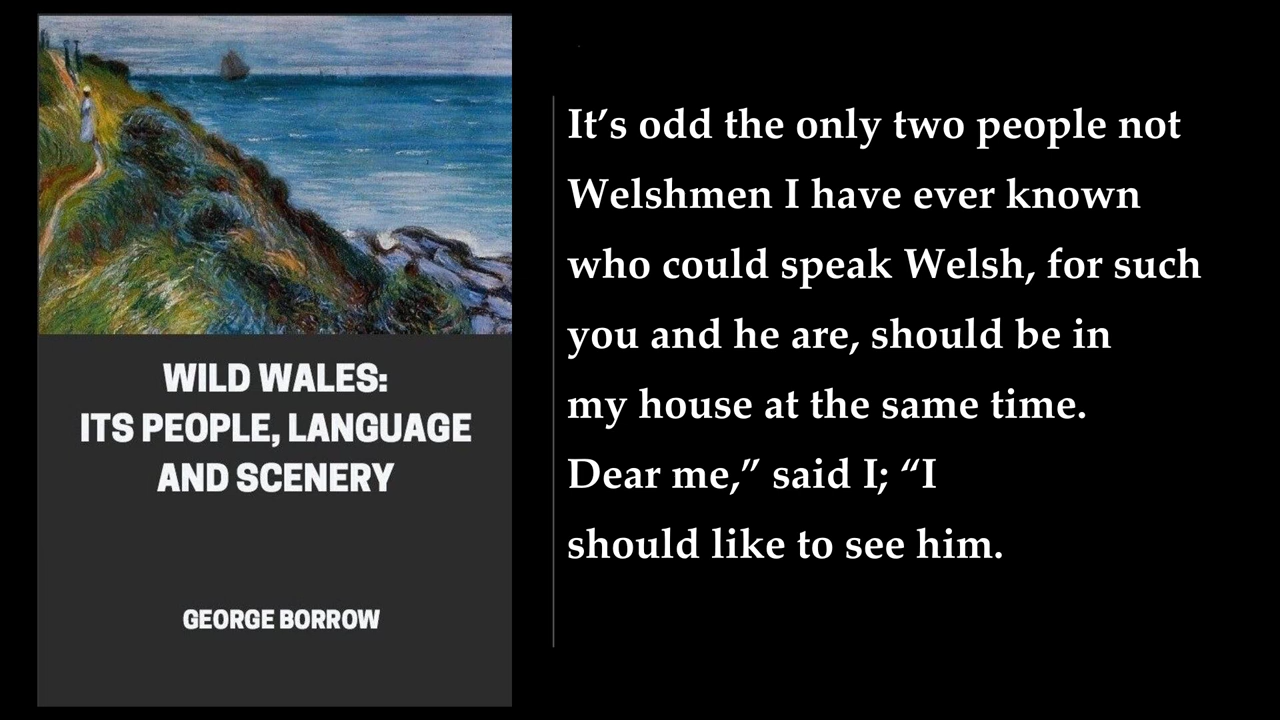 WILD WALES:
ITS PEOPLE, LANGUAGE
AND SCENERY
GEORGE BORROW
It’s odd the only two people not
Welshmen I have ever known
who could speak Welsh, for such
you and he are, should be in
my house at the same time.
Dear me,” said I; “I
should like to see him.